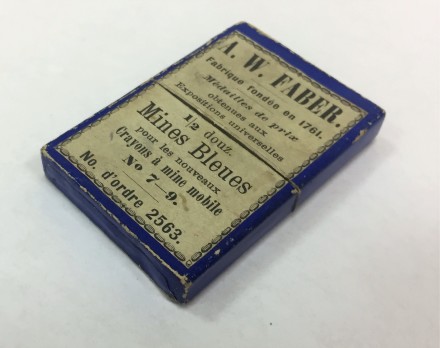 A. W. FABER.
Fabrique fondée en 1761.
Médailles de prix
obtenues aux
Expositions universelles
1/2 douz.
Mines Bleues
pour les nouveaux
Crayons à mine mobile
No 7-9.
No. d'ordre 2563.